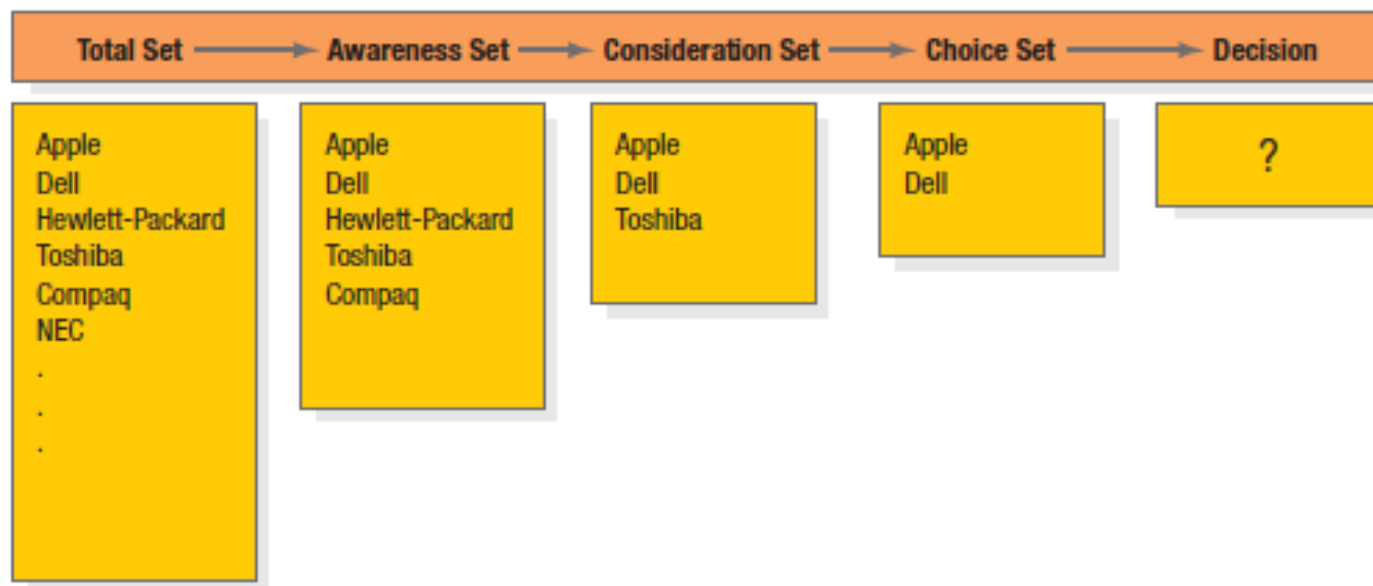 Total Set Awareness Set Consideration Set Choice Set Decision
Apple
Dell
Hewlett-Packard
Toshiba
Compaq
NEC
.
.
.
Apple
Dell
Hewlett-Packard
Toshiba
Compaq
Apple
Dell
Toshiba
Apple
Dell
?